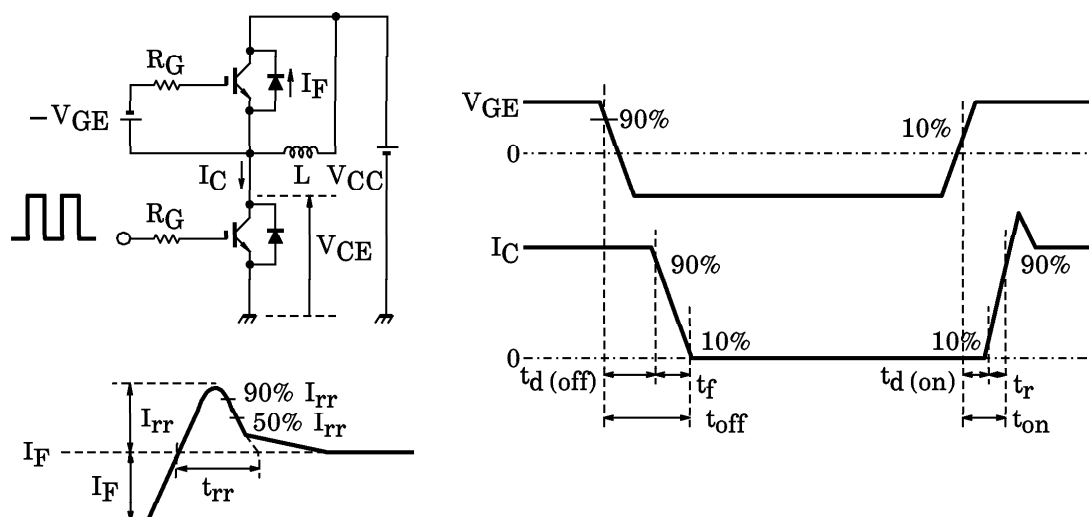 R_G
I_F
−V_GE
I_C
L
V_CC
R_G
V_CE
V_GE
90%
10%
0
I_C
90%
90%
10%
10%
0
t_d (off)
t_f
t_d (on)
t_r
t_off
t_on
90% I_rr
50% I_rr
I_rr
I_F
I_F
t_rr